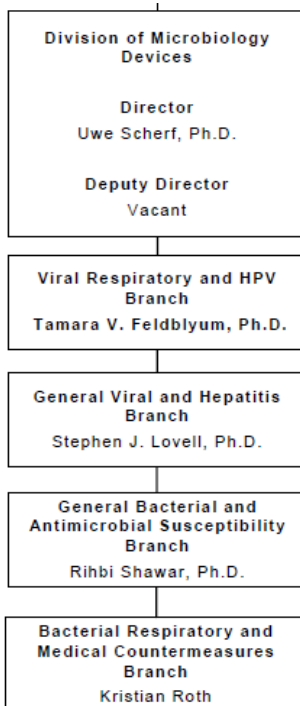 Division of Microbiology
Devices
Director
Uwe Scherf, Ph.D.
Deputy Director
Vacant
Viral Respiratory and HPV
Branch
Tamara V. Feldblyum, Ph.D.
General Viral and Hepatitis
Branch
Stephen J. Lovell, Ph.D.
General Bacterial and
Antimicrobial Susceptibility
Branch
Rihbi Shawar, Ph.D.
Bacterial Respiratory and
Medical Countermeasures
Branch
Kristian Roth